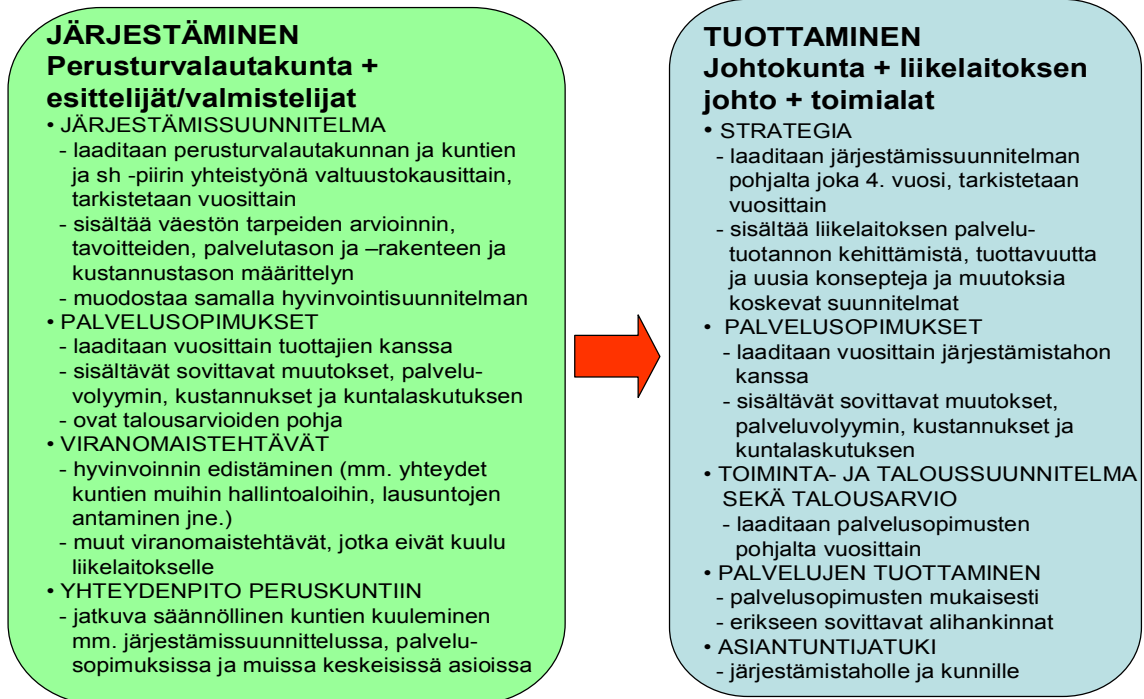 JÄRJESTÄMINEN
Perusturvalautakunta +
esittelijät/valmistelijat
• JÄRJESTÄMISSUUNNITELMA
- laaditaan perusturvalautakunnan ja kuntien
ja sh -piirin yhteistyönä valtuustokausittain,
tarkistetaan vuosittain
- sisältää väestön tarpeiden arvioinnin,
tavoitteiden, palvelutason ja –rakenteen ja
kustannustason määrittelyn
- muodostaa samalla hyvinvointisuunnitelman
• PALVELUSOPIMUKSET
- laaditaan vuosittain tuottajien kanssa
- sisältävät sovittavat muutokset, palvelu-
volyymin, kustannukset ja kuntalaskutuksen
- ovat talousarvioiden pohja
• VIRANOMAISTEHTÄVÄT
- hyvinvoinnin edistäminen (mm. yhteydet
kuntien muihin hallintoaloihin, lausuntojen
antaminen jne.)
- muut viranomaistehtävät, jotka eivät kuulu
liikelaitokselle
• YHTEYDENPITO PERUSKUNTIIN
- jatkuva säännöllinen kuntien kuuleminen
mm. järjestämissuunnittelussa, palvelu-
sopimuksissa ja muissa keskeisissä asioissa
TUOTTAMINEN
Johtokunta + liikelaitoksen
johto + toimialat
• STRATEGIA
- laaditaan järjestämissuunnitelman
pohjalta joka 4. vuosi, tarkistetaan
vuosittain
- sisältää liikelaitoksen palvelu-
tuotannon kehittämistä, tuottavuutta
ja uusia konsepteja ja muutoksia
koskevat suunnitelmat
• PALVELUSOPIMUKSET
- laaditaan vuosittain järjestämistahon
kanssa
- sisältävät sovittavat muutokset,
palveluvolyymin, kustannukset ja
kuntalaskutuksen
• TOIMINTA- JA TALOUSSUUNNITELMA
SEKÄ TALOUSARVIO
- laaditaan palvelusopimusten
pohjalta vuosittain
• PALVELUJEN TUOTTAMINEN
- palvelusopimusten mukaisesti
- erikseen sovittavat alihankinnat
• ASIANTUNTIJATUKI
- järjestämistaholle ja kunnille